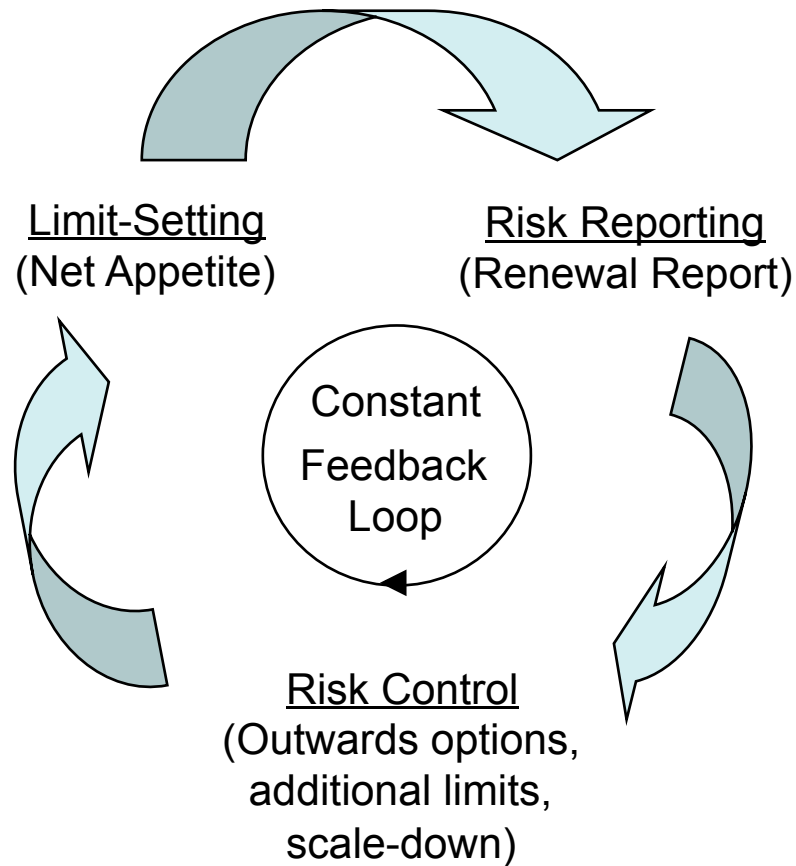 Limit-Setting
(Net Appetite)
Risk Reporting
(Renewal Report)
Constant
Feedback
Loop
Risk Control
(Outwards options,
additional limits,
scale-down)